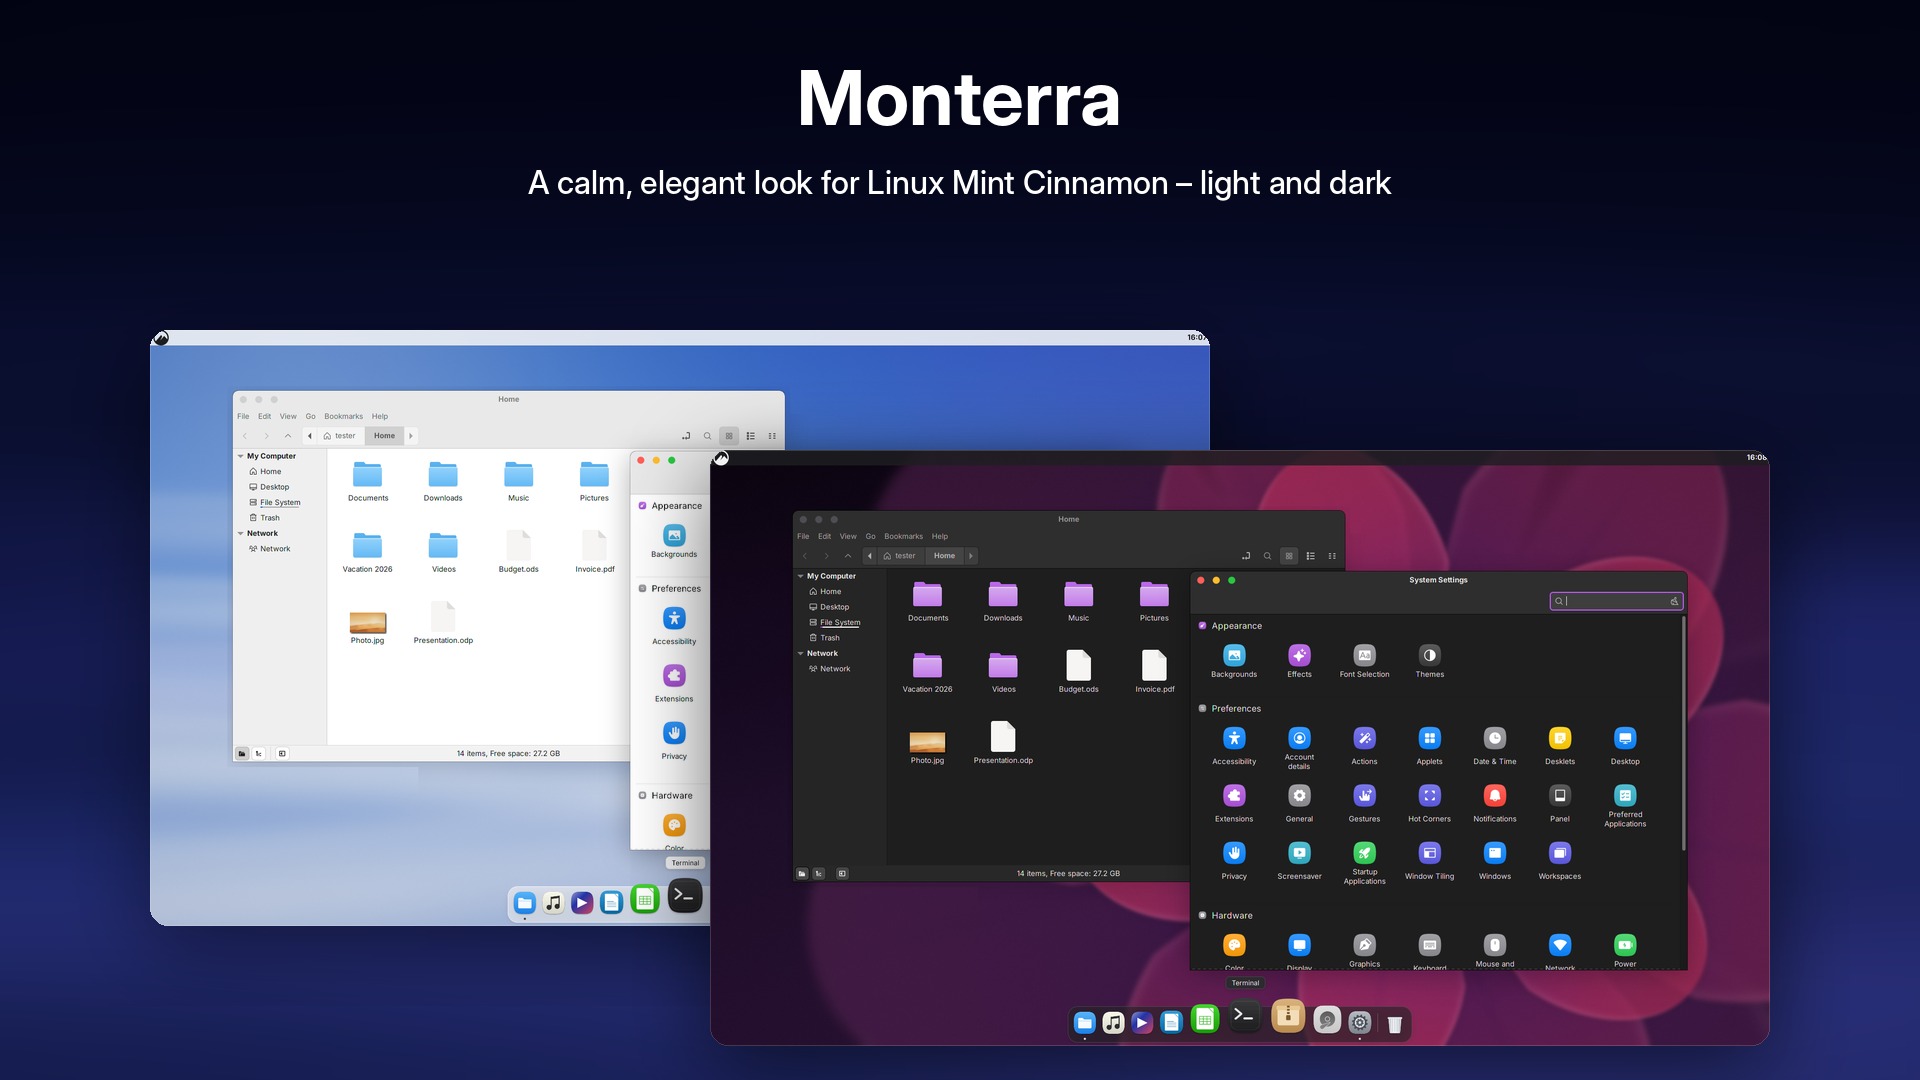 Monterra
A calm, elegant look for Linux Mint Cinnamon – light and dark
Home
File Edit View Go Bookmarks Help
tester Home
My Computer
Home
Desktop
File System
Trash
Network
Network
Documents Downloads Music Pictures
Vacation 2026 Videos Budget.ods Invoice.pdf
Photo.jpg Presentation.odp
14 items, Free space: 27.2 GB
Appearance
Backgrounds
Preferences
Accessibility
Extensions
Privacy
Hardware
Color
Terminal
Home
File Edit View Go Bookmarks Help
tester Home
My Computer
Home
Desktop
File System
Trash
Network
Network
Documents Downloads Music Pictures
Vacation 2026 Videos Budget.ods Invoice.pdf
Photo.jpg Presentation.odp
14 items, Free space: 27.2 GB
System Settings
Appearance
Backgrounds Effects Font Selection Themes
Aa
Preferences
Accessibility Account details Actions Applets Date & Time Desklets Desktop
Extensions General Gestures Hot Corners Notifications Panel Preferred Applications
Privacy Screensaver Startup Applications Window Tiling Windows Workspaces
Hardware
Color Display Graphics Keyboard Mouse and Network Power
Terminal